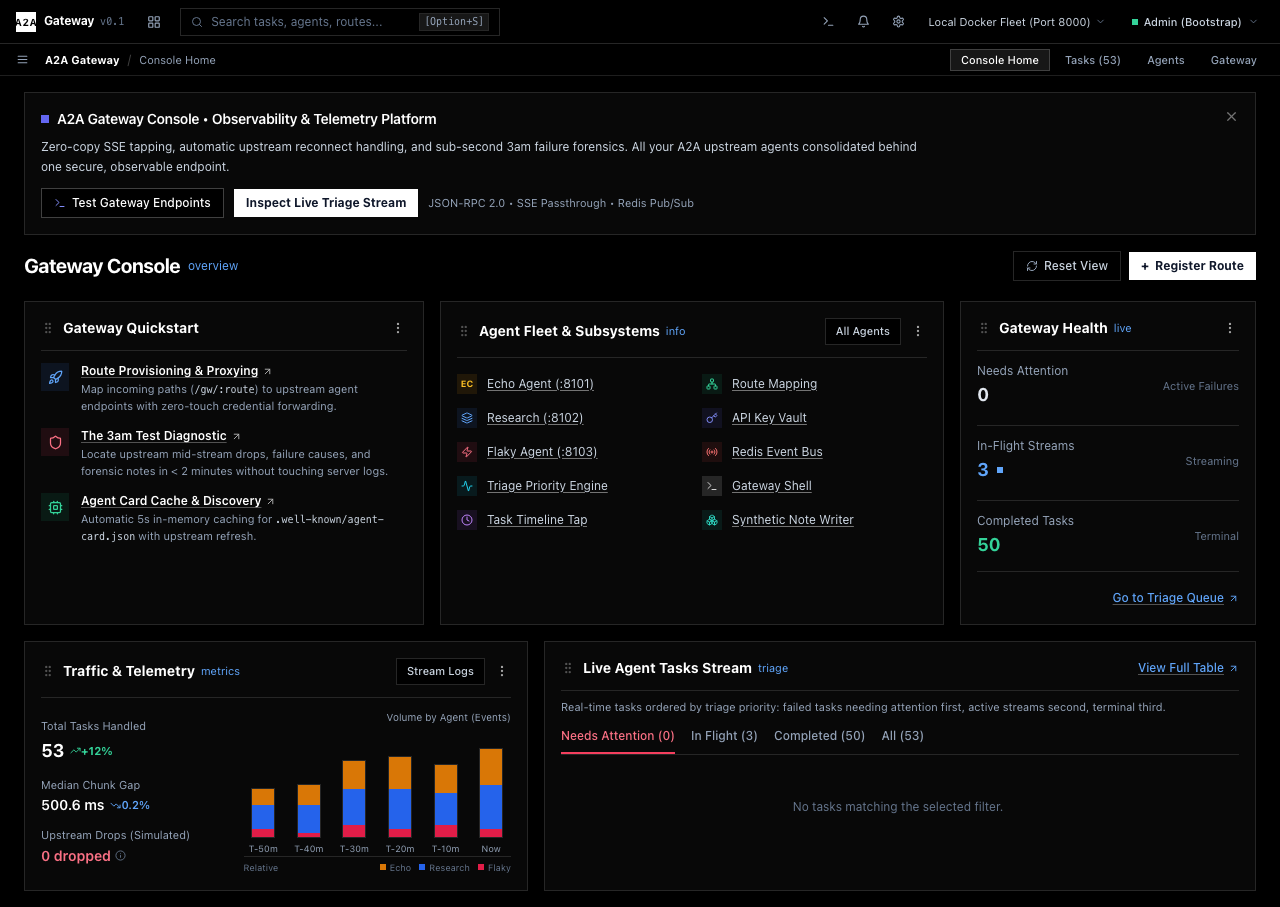 A2A Gateway v0.1 Search tasks, agents, routes... [Option+S] Local Docker Fleet (Port 8000) Admin (Bootstrap)
A2A Gateway / Console Home Console Home Tasks (53) Agents Gateway
A2A Gateway Console • Observability & Telemetry Platform
Zero-copy SSE tapping, automatic upstream reconnect handling, and sub-second 3am failure forensics. All your A2A upstream agents consolidated behind
one secure, observable endpoint.
Test Gateway Endpoints Inspect Live Triage Stream JSON-RPC 2.0 • SSE Passthrough • Redis Pub/Sub
Gateway Console overview Reset View + Register Route
Gateway Quickstart
Route Provisioning & Proxying
Map incoming paths (/gw/:route) to upstream agent
endpoints with zero-touch credential forwarding.
The 3am Test Diagnostic
Locate upstream mid-stream drops, failure causes, and
forensic notes in < 2 minutes without touching server logs.
Agent Card Cache & Discovery
Automatic 5s in-memory caching for .well-known/agent-
card.json with upstream refresh.
Agent Fleet & Subsystems info All Agents
EC Echo Agent (:8101) Route Mapping
Research (:8102) API Key Vault
Flaky Agent (:8103) Redis Event Bus
Triage Priority Engine Gateway Shell
Task Timeline Tap Synthetic Note Writer
Gateway Health live
Needs Attention
0 Active Failures
In-Flight Streams
3 Streaming
Completed Tasks
50 Terminal
Go to Triage Queue
Traffic & Telemetry metrics Stream Logs
Total Tasks Handled
53 +12%
Median Chunk Gap
500.6 ms 0.2%
Upstream Drops (Simulated)
0 dropped
Volume by Agent (Events)
T-50m T-40m T-30m T-20m T-10m Now
Relative Echo Research Flaky
Live Agent Tasks Stream triage View Full Table
Real-time tasks ordered by triage priority: failed tasks needing attention first, active streams second, terminal third.
Needs Attention (0) In Flight (3) Completed (50) All (53)
No tasks matching the selected filter.